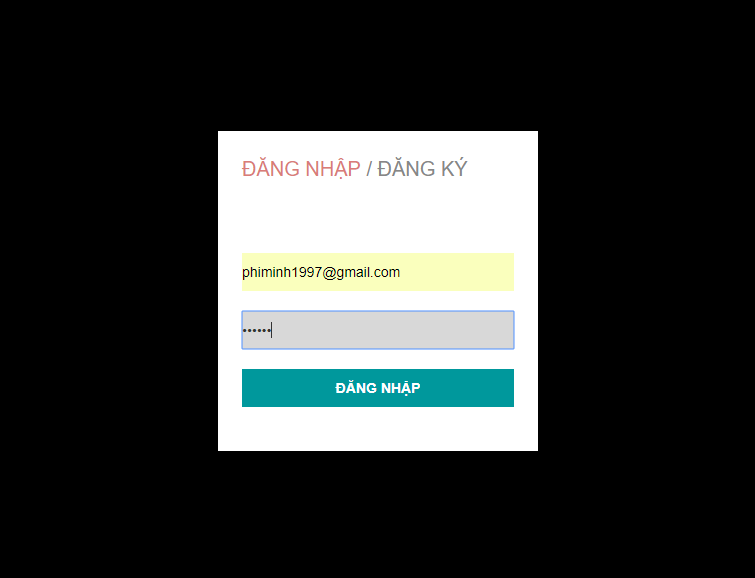 ĐĂNG NHẬP / ĐĂNG KÝ
phiminh1997@gmail.com
••••••
ĐĂNG NHẬP